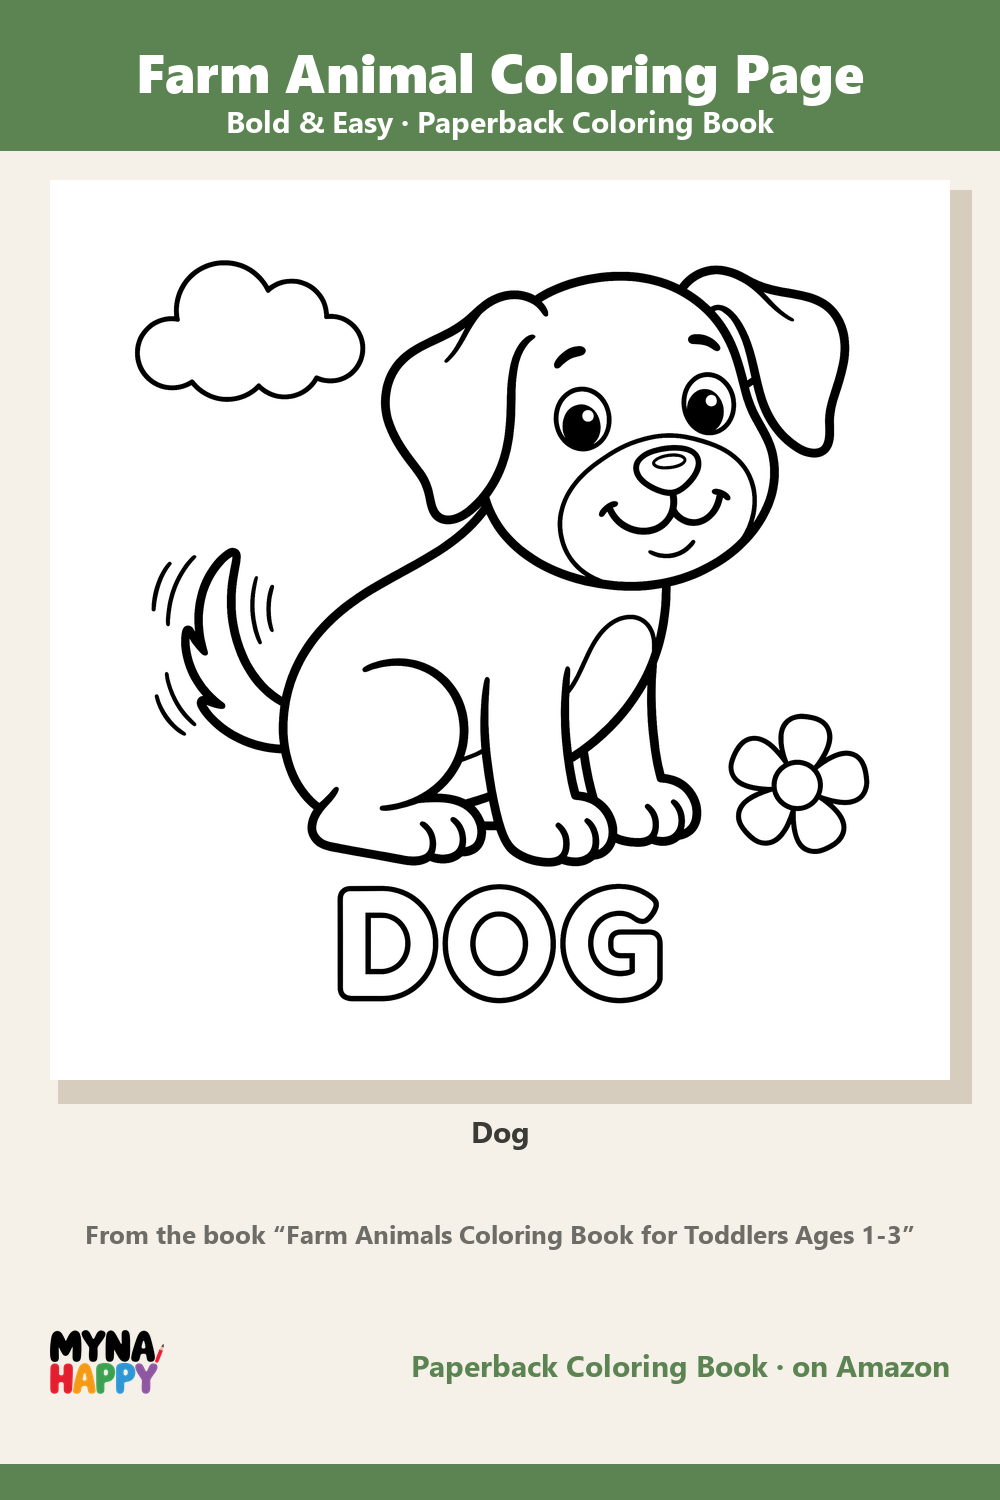 Farm Animal Coloring Page
Bold & Easy · Paperback Coloring Book
DOG
Dog
From the book “Farm Animals Coloring Book for Toddlers Ages 1-3”
MYNA
HAPPY
Paperback Coloring Book · on Amazon